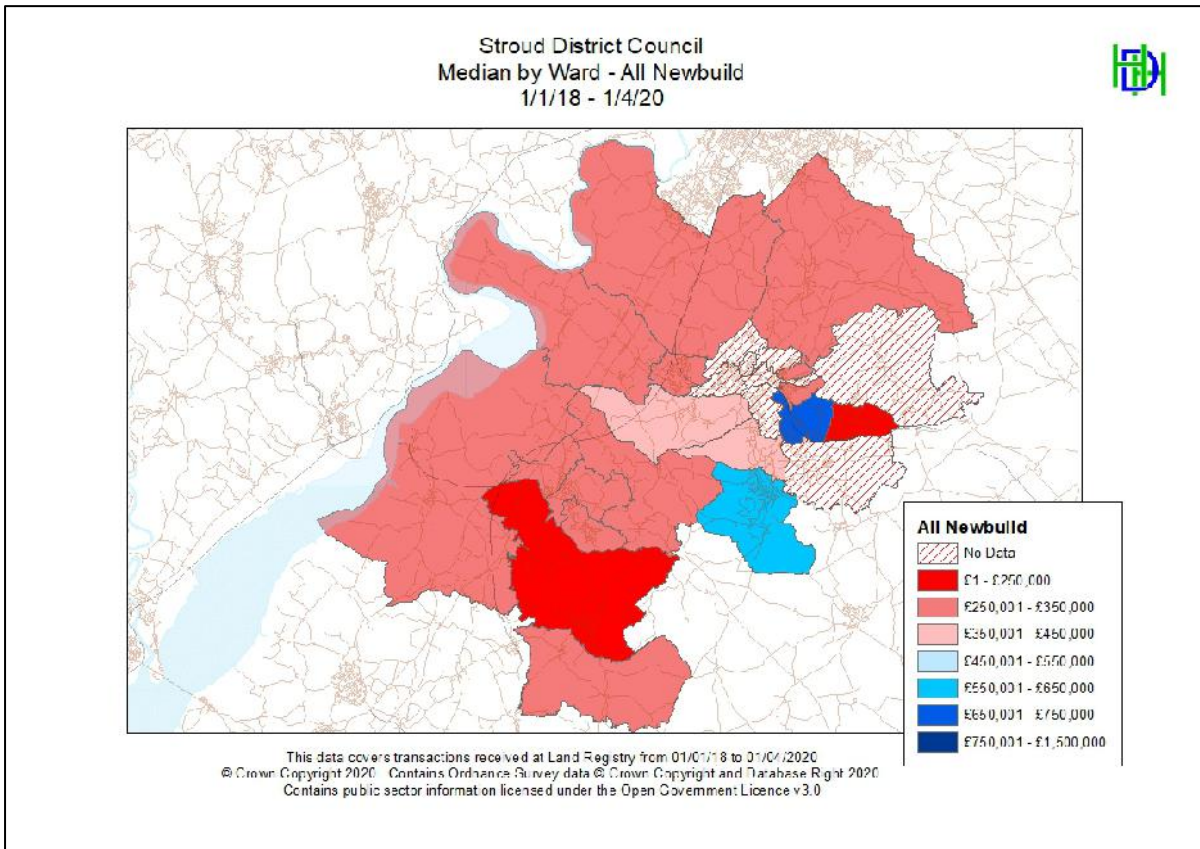 Stroud District Council
Median by Ward - All Newbuild
1/1/18 - 1/4/20
HDH
All Newbuild
No Data
£1 - £250,000
£250,001 - £350,000
£350,001 - £450,000
£450,001 - £550,000
£550,001 - £650,000
£650,001 - £750,000
£750,001 - £1,500,000
This data covers transactions received at Land Registry from 01/01/18 to 01/04/2020
© Crown Copyright 2020 Contains Ordnance Survey data © Crown Copyright and Database Right 2020
Contains public sector information licensed under the Open Government Licence v3.0